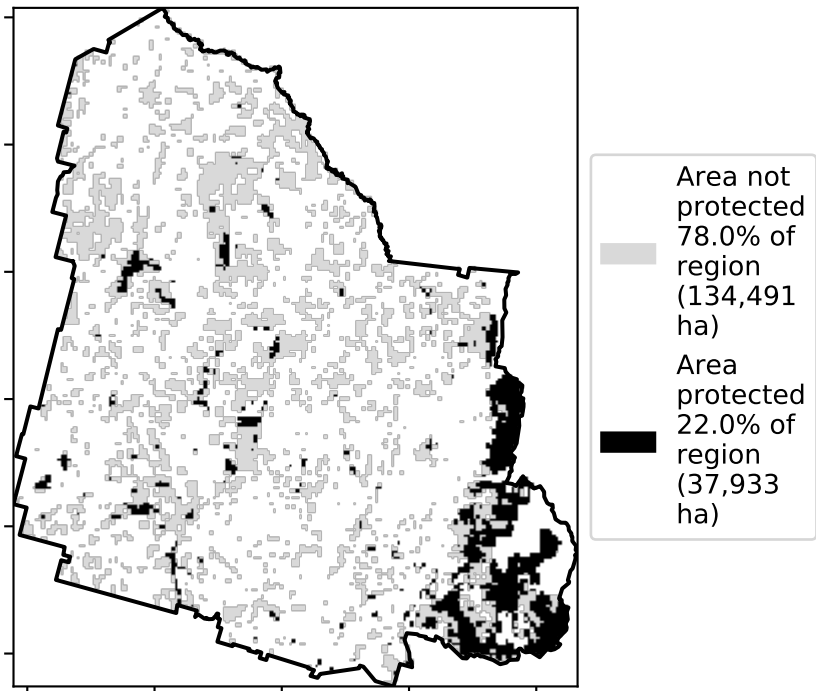 Area not
protected
78.0% of
region
(134,491
ha)
Area
protected
22.0% of
region
(37,933
ha)